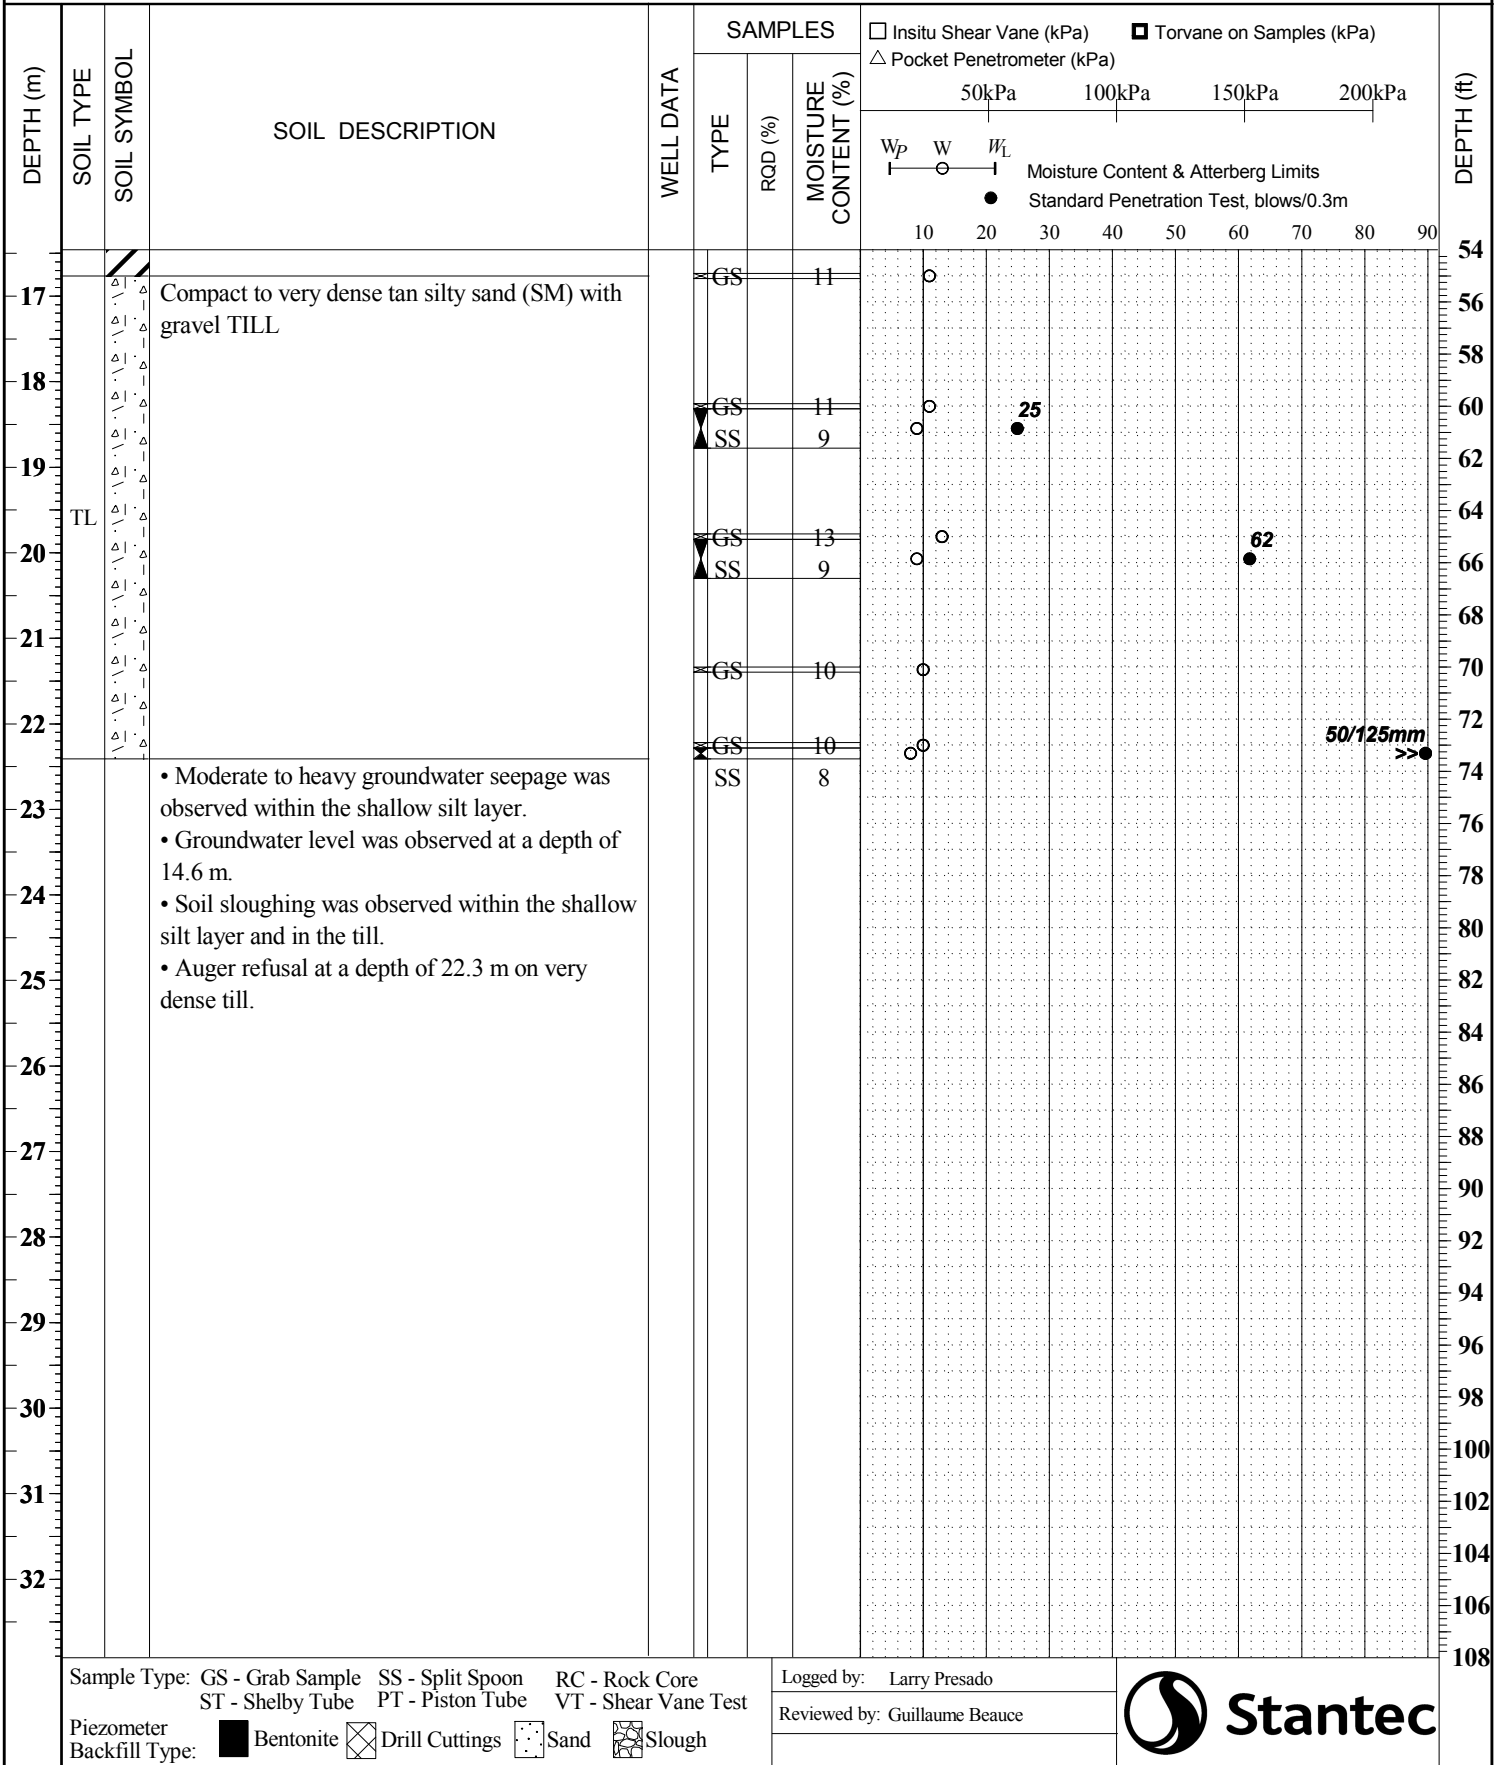 DEPTH (m)
SOIL TYPE
SOIL SYMBOL
SOIL DESCRIPTION
WELL DATA
SAMPLES
TYPE
RQD (%)
MOISTURE
CONTENT (%)
Insitu Shear Vane (kPa) Torvane on Samples (kPa)
Pocket Penetrometer (kPa)
50kPa 100kPa 150kPa 200kPa
WP W WL
Moisture Content & Atterberg Limits
Standard Penetration Test, blows/0.3m
10 20 30 40 50 60 70 80 90
DEPTH (ft)
54
GS 11
17
Compact to very dense tan silty sand (SM) with
gravel TILL
56
58
18
GS 11
25
60
SS 9
19
62
TL
64
GS 13
62
20
SS 9
66
21
68
GS 10
70
22
72
GS 10
50/125mm
>>
74
• Moderate to heavy groundwater seepage was
observed within the shallow silt layer.
SS 8
23
• Groundwater level was observed at a depth of
14.6 m.
76
78
24
• Soil sloughing was observed within the shallow
silt layer and in the till.
80
• Auger refusal at a depth of 22.3 m on very
dense till.
25
82
84
26
86
27
88
90
28
92
29
94
96
30
98
100
31
102
104
32
106
108
Sample Type: GS - Grab Sample SS - Split Spoon RC - Rock Core
ST - Shelby Tube PT - Piston Tube VT - Shear Vane Test
Piezometer
Backfill Type: Bentonite Drill Cuttings Sand Slough
Logged by: Larry Presado
Reviewed by: Guillaume Beauce
Stantec